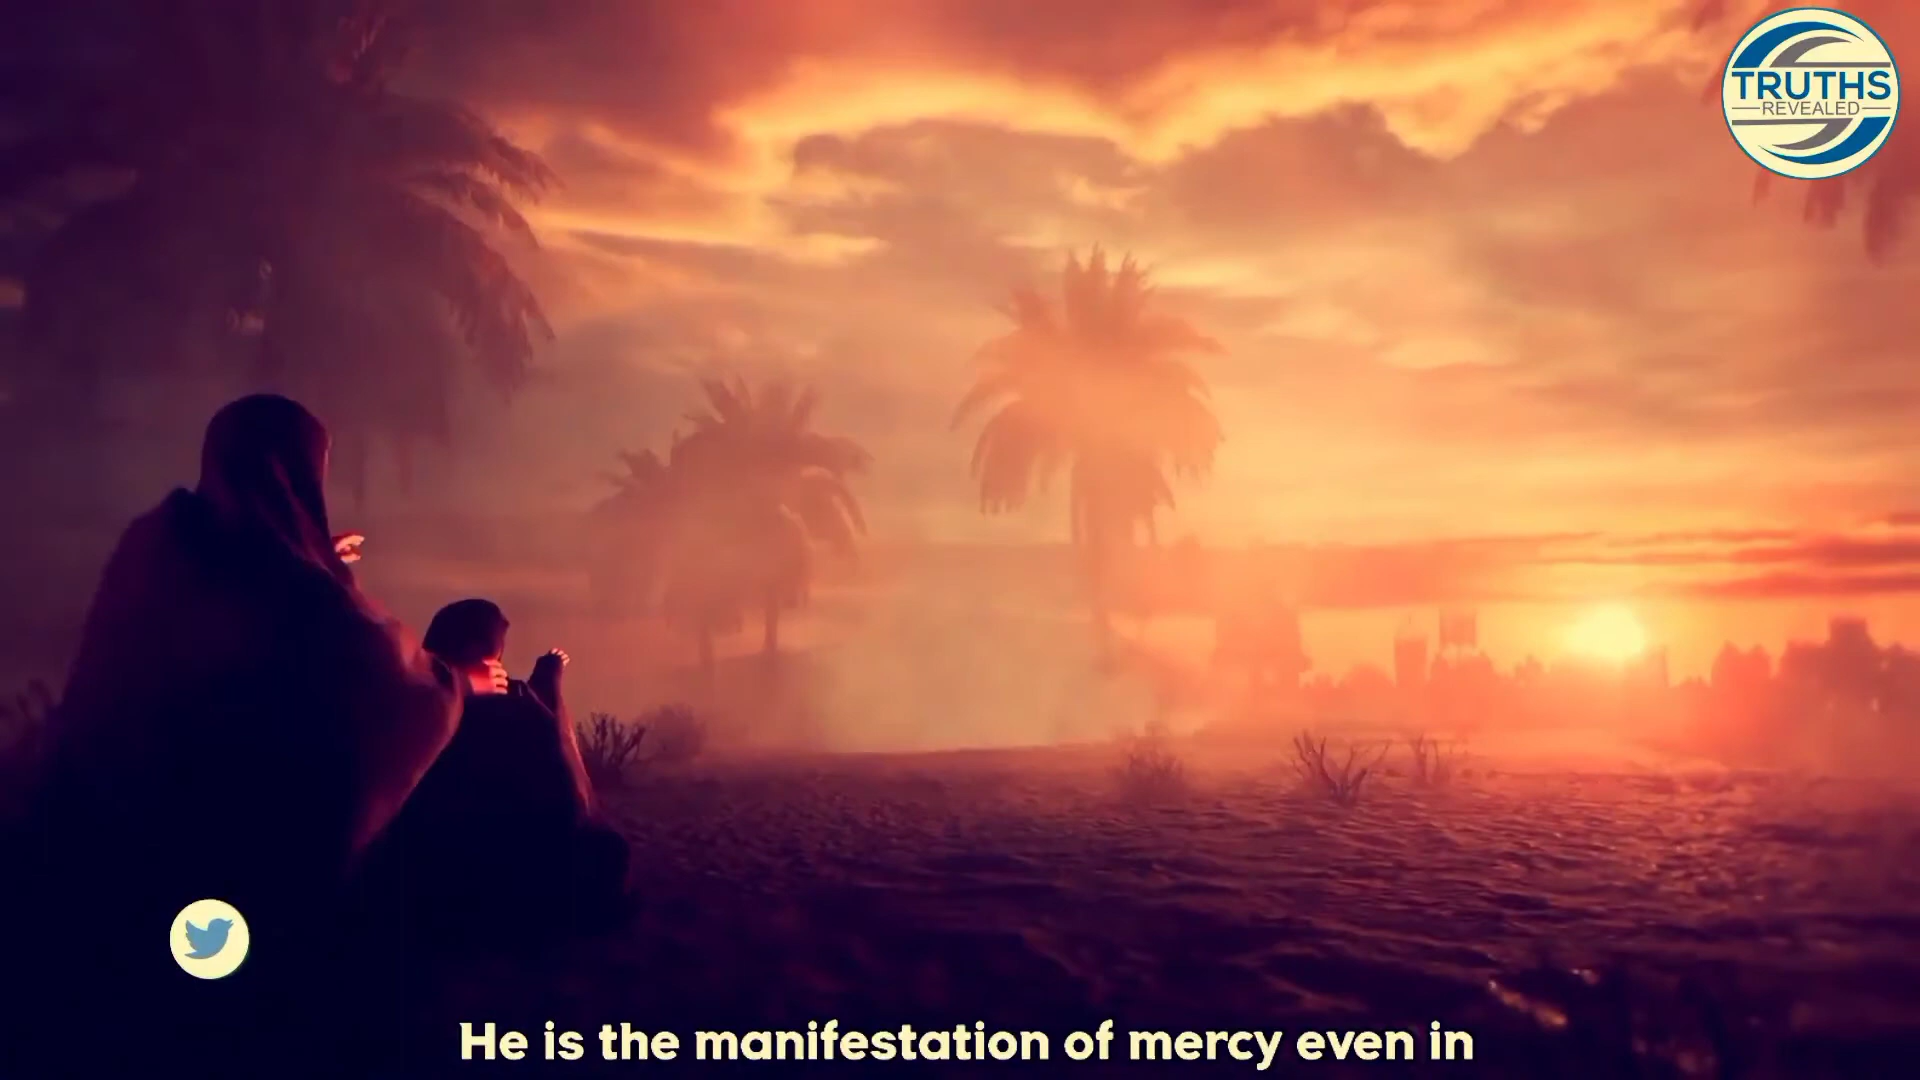 TRUTHS
REVEALED
He is the manifestation of mercy even in